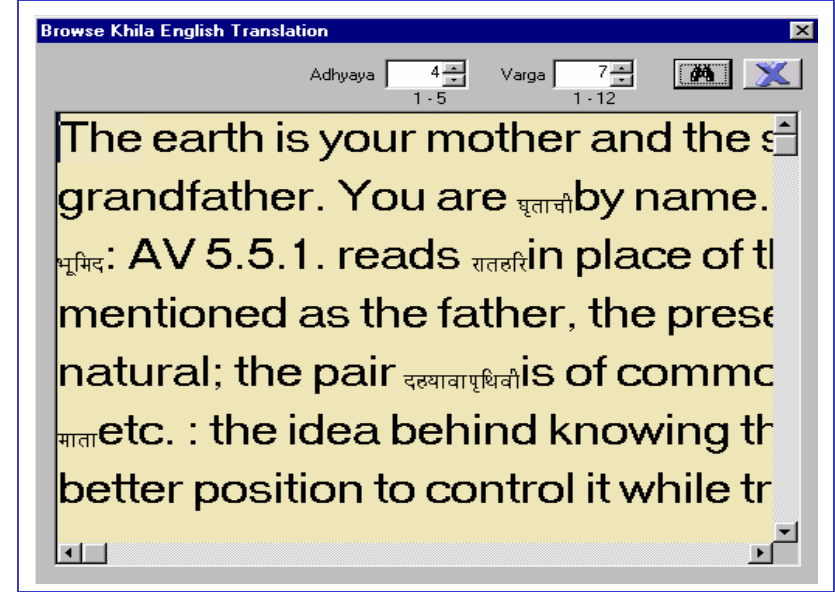 Browse Khila English Translation
Adhyaya 4 Varga 7
1 - 5 1 - 12
The earth is your mother and the s
grandfather. You are घृताची by name.
भूमिद: AV 5.5.1. reads रातहरि in place of th
mentioned as the father, the prese
natural; the pair is of commo
माता etc. : the idea behind knowing th
better position to control it while tr